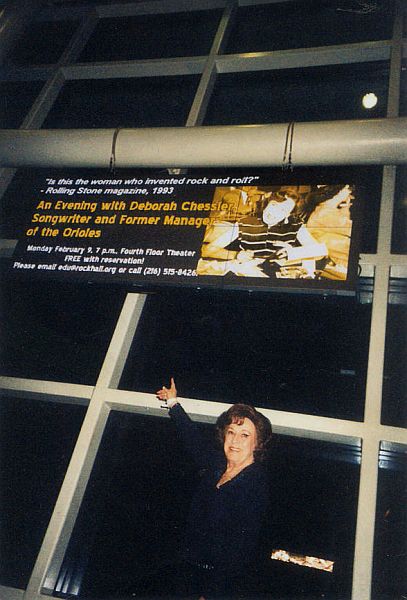 "Is this the woman who invented rock and roll?"
- Rolling Stone magazine, 1993
An Evening with Deborah Chessler,
Songwriter and Former Manager
of the Orioles
Monday February 9, 7 p.m., Fourth Floor Theater
FREE with reservation!
Please email edu@rockhall.org or call (216) 515-8426